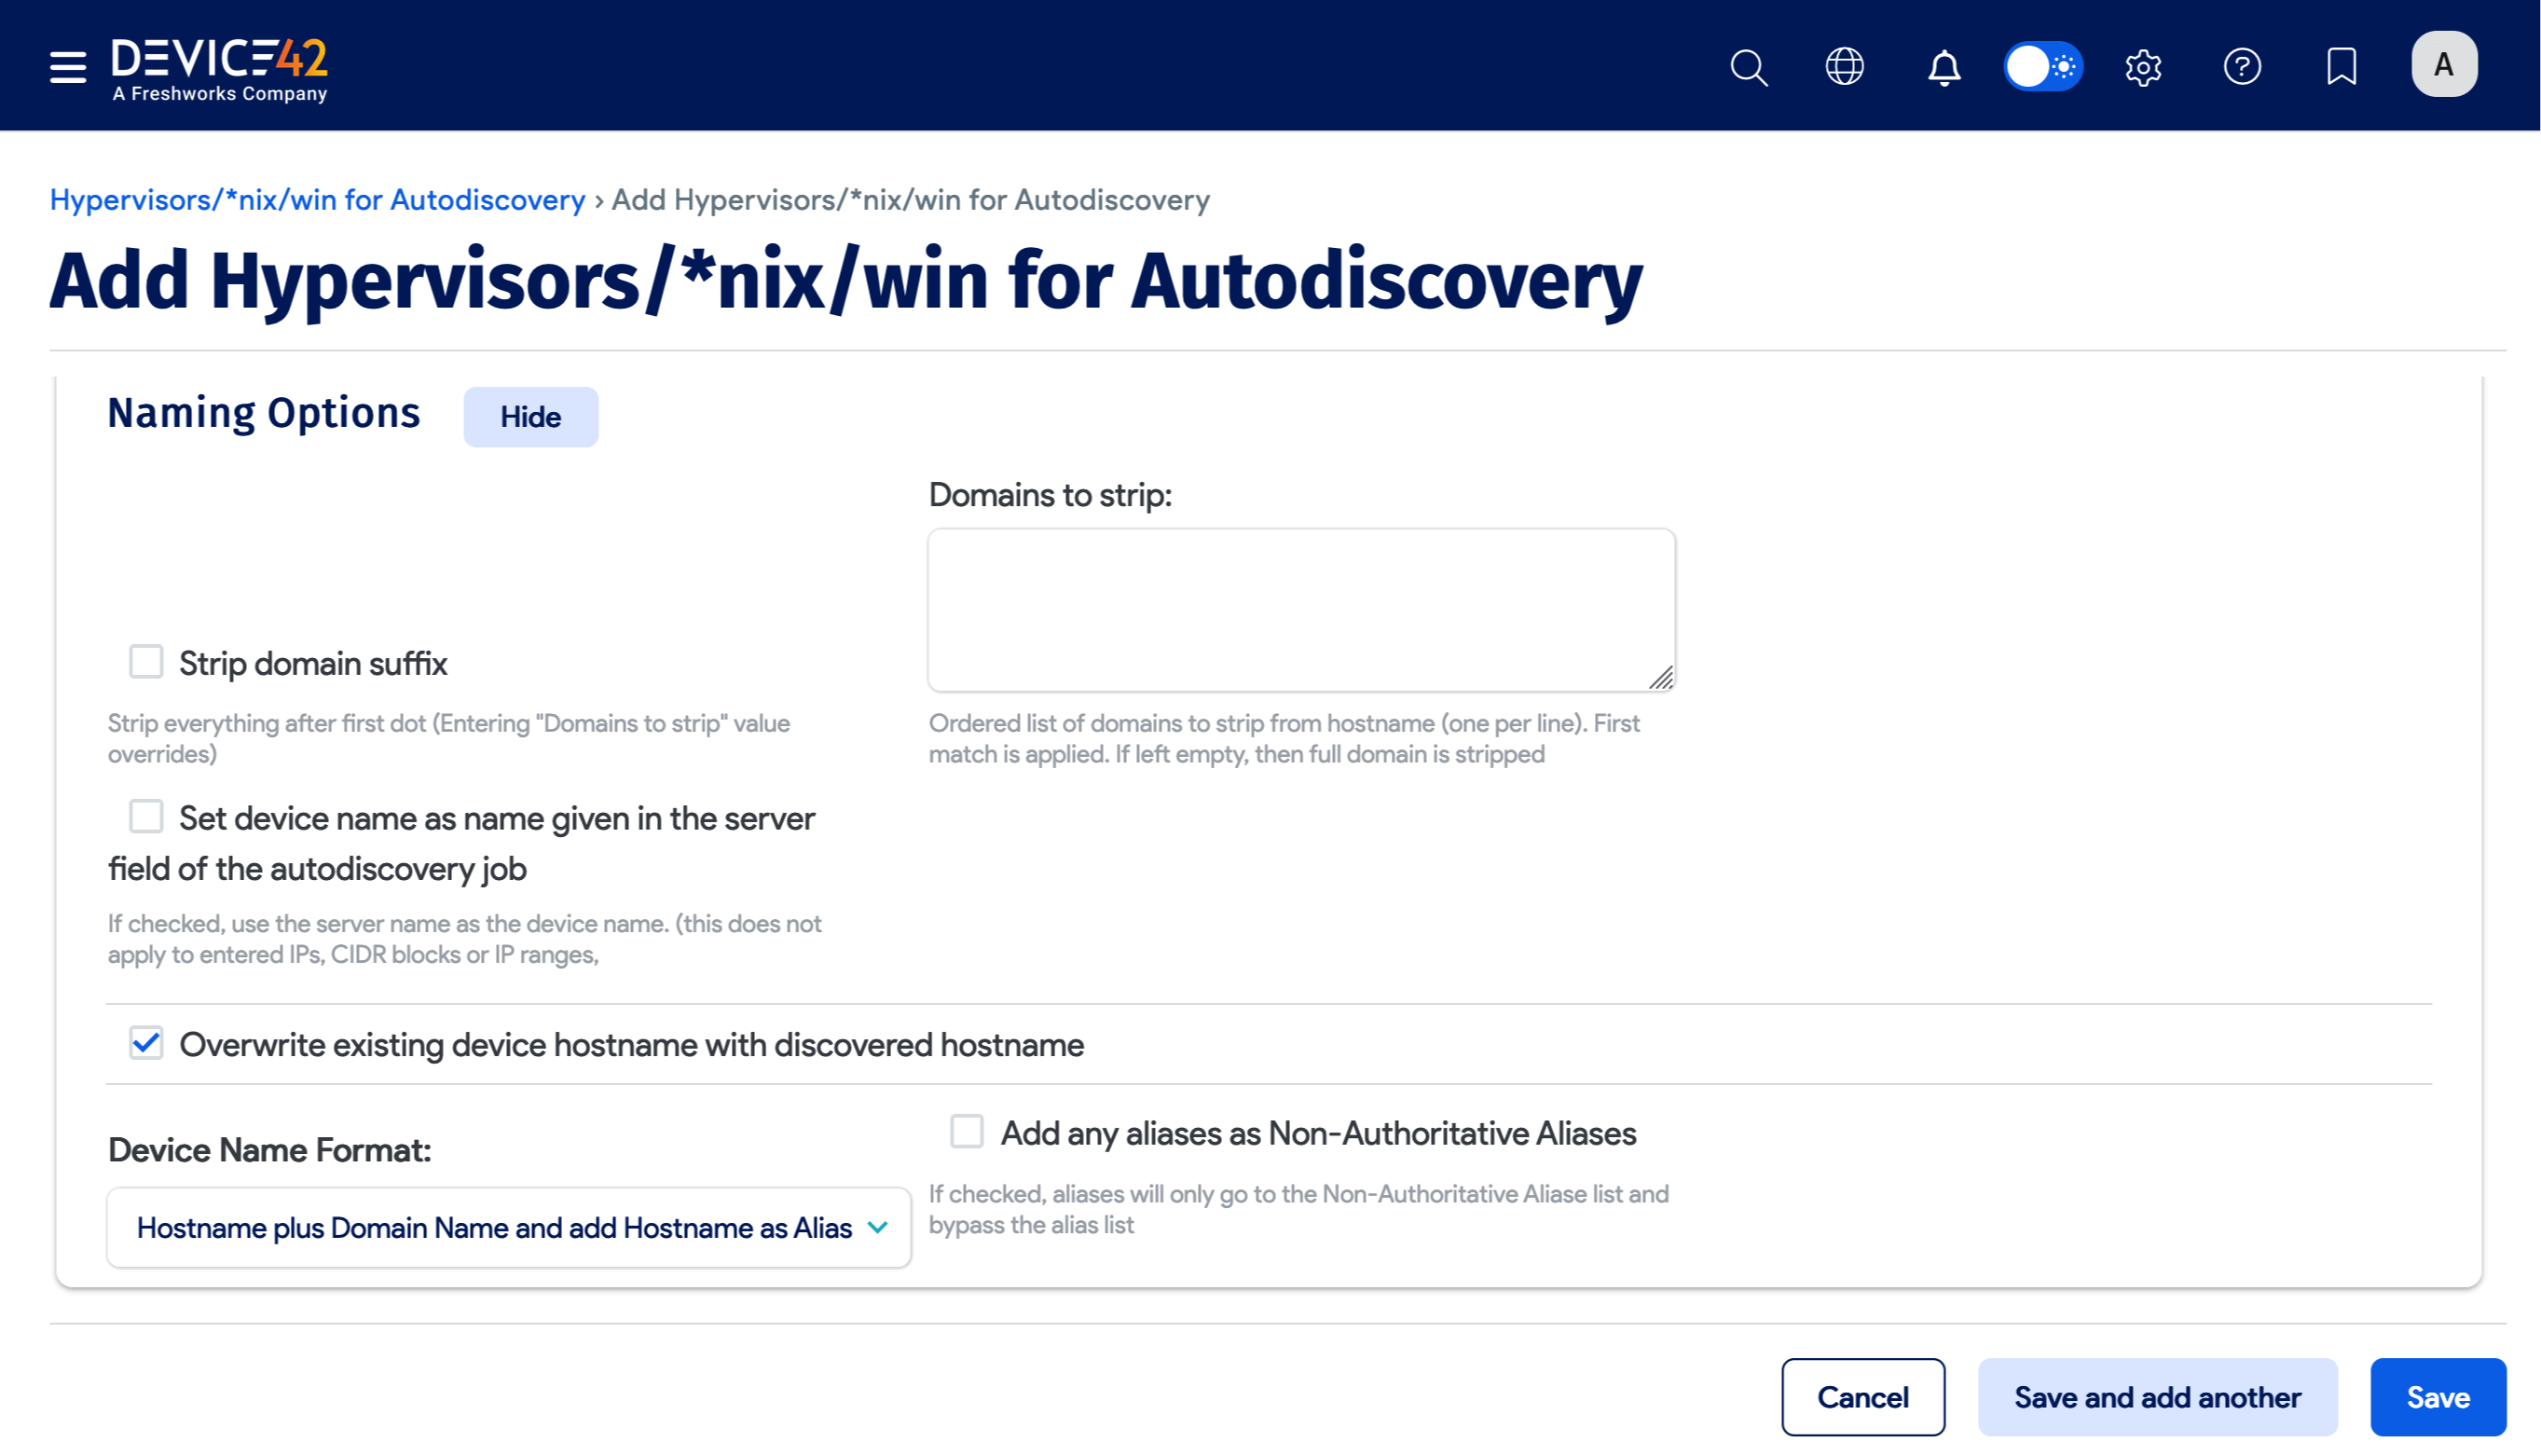 DEVICE42
A Freshworks Company
A
Hypervisors/*nix/win for Autodiscovery › Add Hypervisors/*nix/win for Autodiscovery
Add Hypervisors/*nix/win for Autodiscovery
Naming Options
Hide
Domains to strip:
Strip domain suffix
Strip everything after first dot (Entering "Domains to strip" value
overrides)
Ordered list of domains to strip from hostname (one per line). First
match is applied. If left empty, then full domain is stripped
Set device name as name given in the server
field of the autodiscovery job
If checked, use the server name as the device name. (this does not
apply to entered IPs, CIDR blocks or IP ranges,
Overwrite existing device hostname with discovered hostname
Device Name Format:
Hostname plus Domain Name and add Hostname as Alias
Add any aliases as Non-Authoritative Aliases
If checked, aliases will only go to the Non-Authoritative Aliase list and
bypass the alias list
Cancel
Save and add another
Save